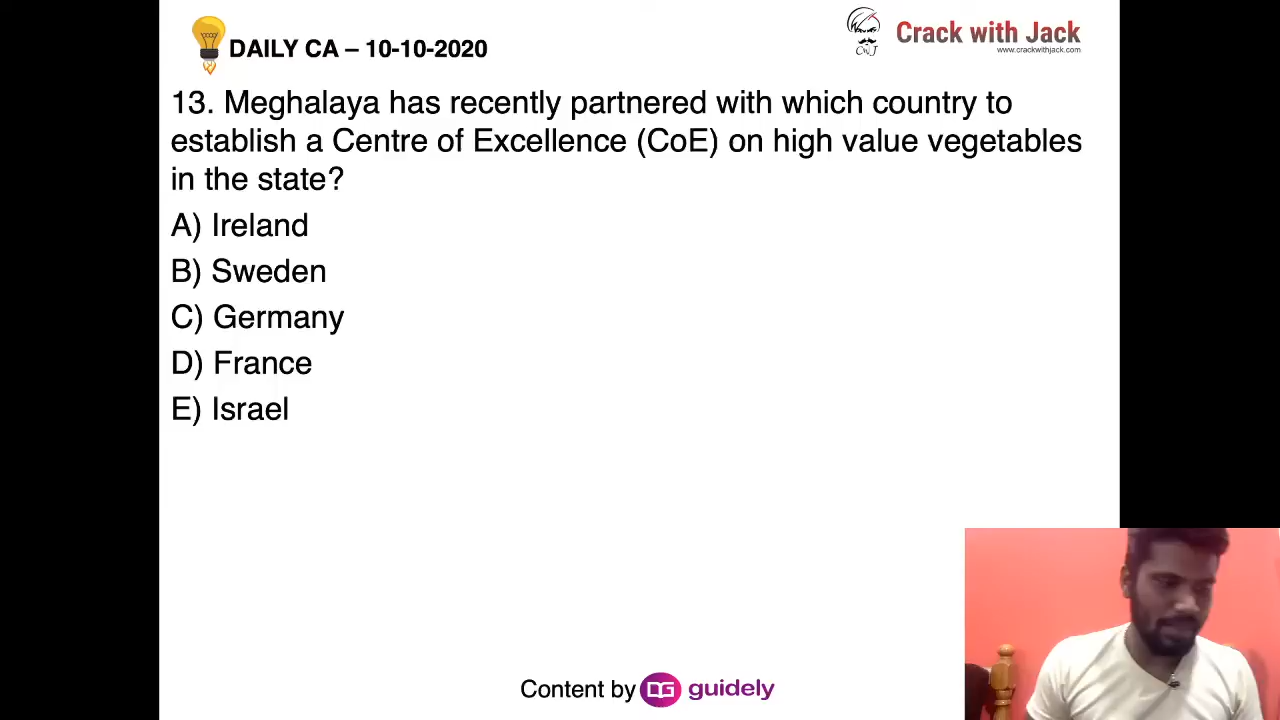 DAILY CA – 10-10-2020
Crack with Jack
www.crackwithjack.com
CWJ
13. Meghalaya has recently partnered with which country to
establish a Centre of Excellence (CoE) on high value vegetables
in the state?
A) Ireland
B) Sweden
C) Germany
D) France
E) Israel
Content by DG guidely